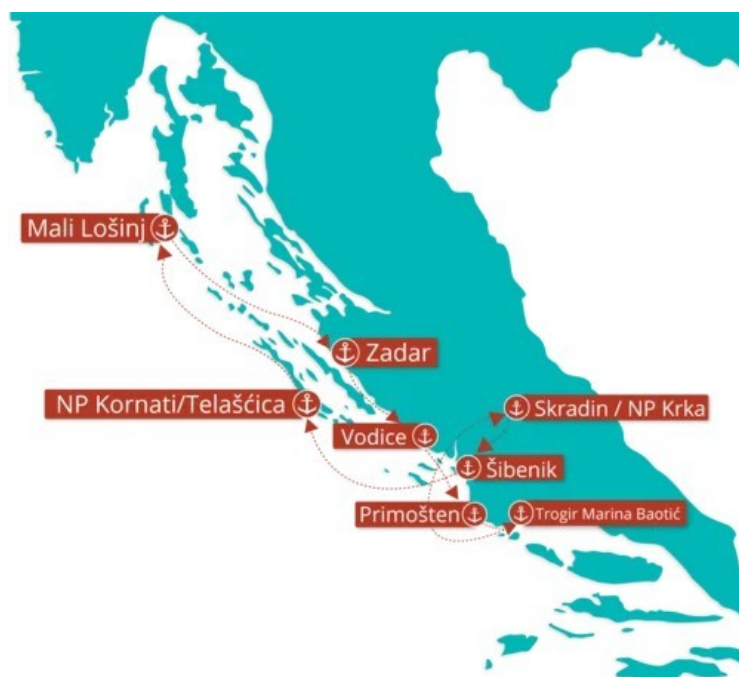 Mali Lošinj
Zadar
NP Kornati/Telašćica
Skradin / NP Krka
Vodice
Šibenik
Primošten
Trogir Marina Baotić